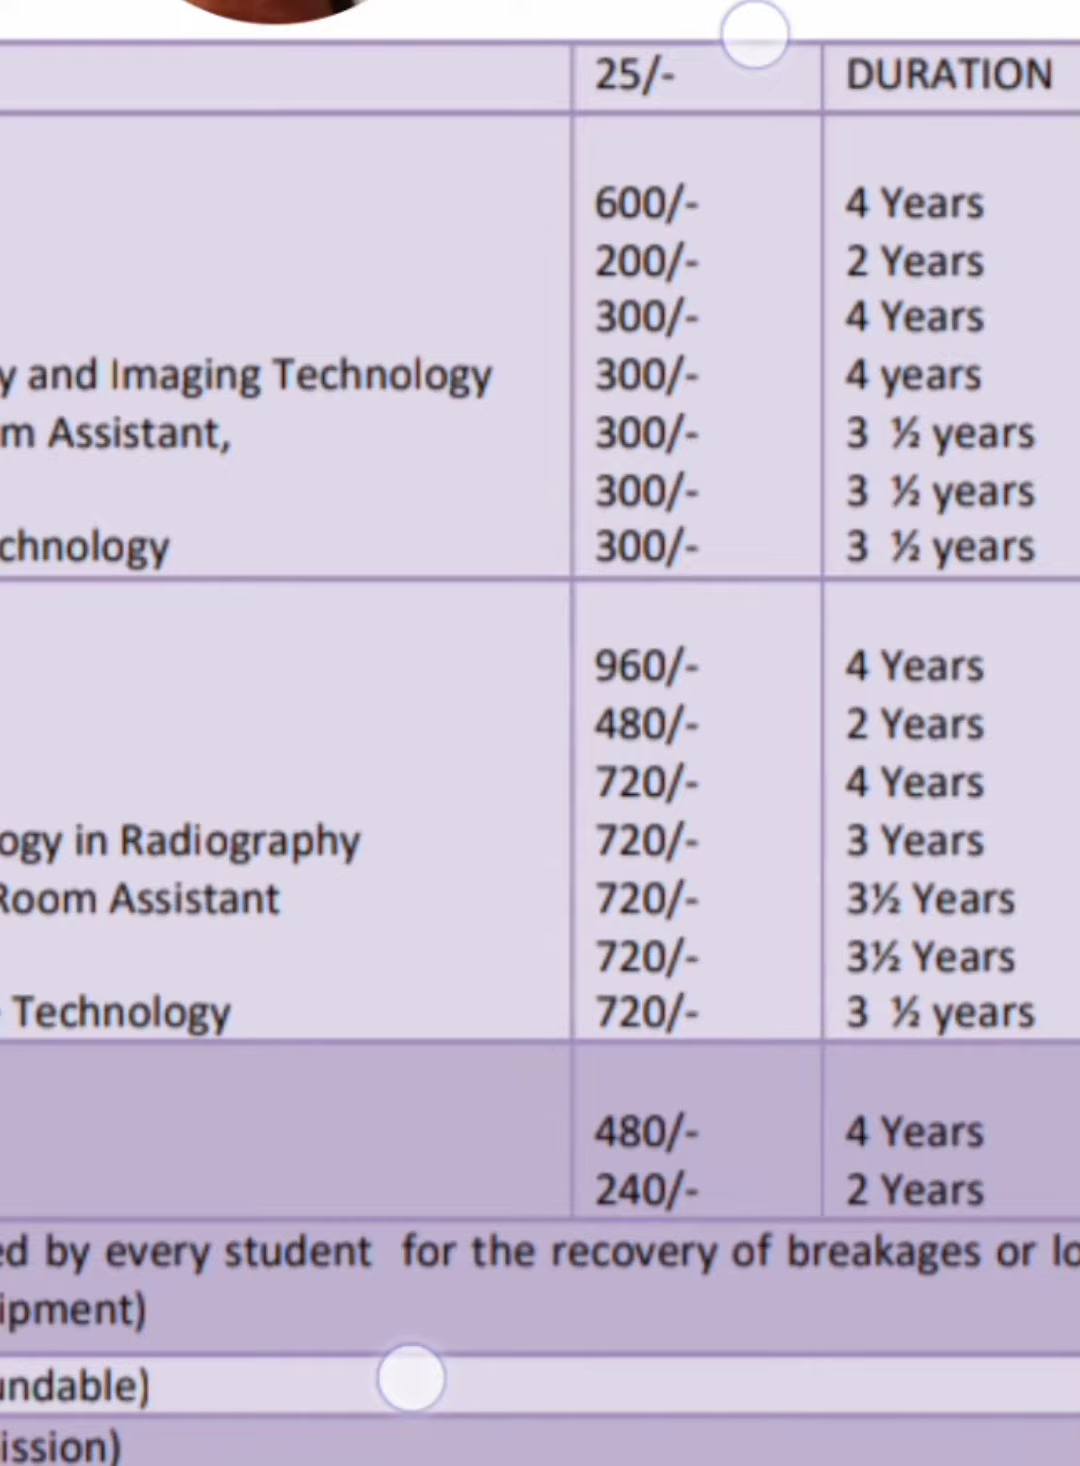 25/- DURATION
600/- 4 Years
200/- 2 Years
300/- 4 Years
y and Imaging Technology 300/- 4 years
m Assistant, 300/- 3 ½ years
300/- 3 ½ years
chnology 300/- 3 ½ years
960/- 4 Years
480/- 2 Years
720/- 4 Years
ogy in Radiography 720/- 3 Years
Room Assistant 720/- 3½ Years
720/- 3½ Years
Technology 720/- 3 ½ years
480/- 4 Years
240/- 2 Years
ed by every student for the recovery of breakages or lo
ipment)
undable)
ission)